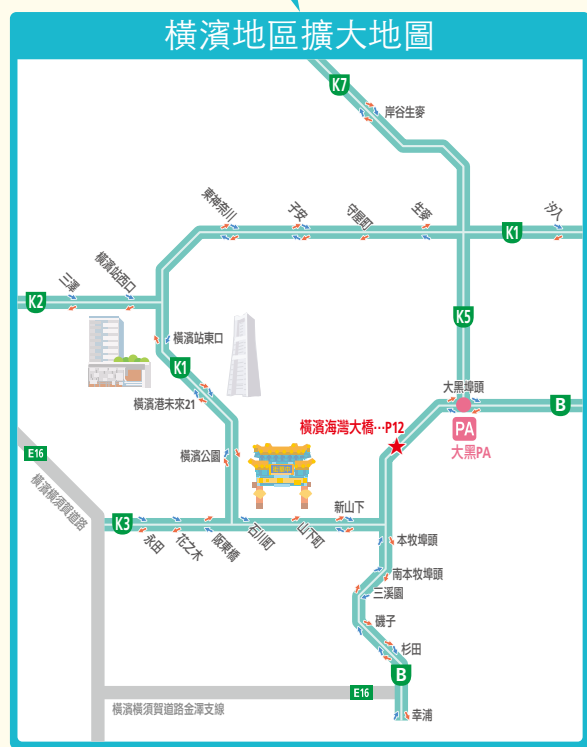 橫濱地區擴大地圖
K7
岸谷生麥
東神奈川
子安
守屋町
生麥
汐入
K1
三澤
橫濱站西口
K2
K5
橫濱站東口
K1
橫濱港未來21
大黑埠頭
B
PA
大黑PA
橫濱海灣大橋…P12
橫濱公園
E16
橫濱橫須賀道路
新山下
K3
永田
花之木
阪東橋
石川町
山下町
本牧埠頭
南本牧埠頭
三溪園
磯子
杉田
B
E16
橫濱橫須賀道路金澤支線
幸浦